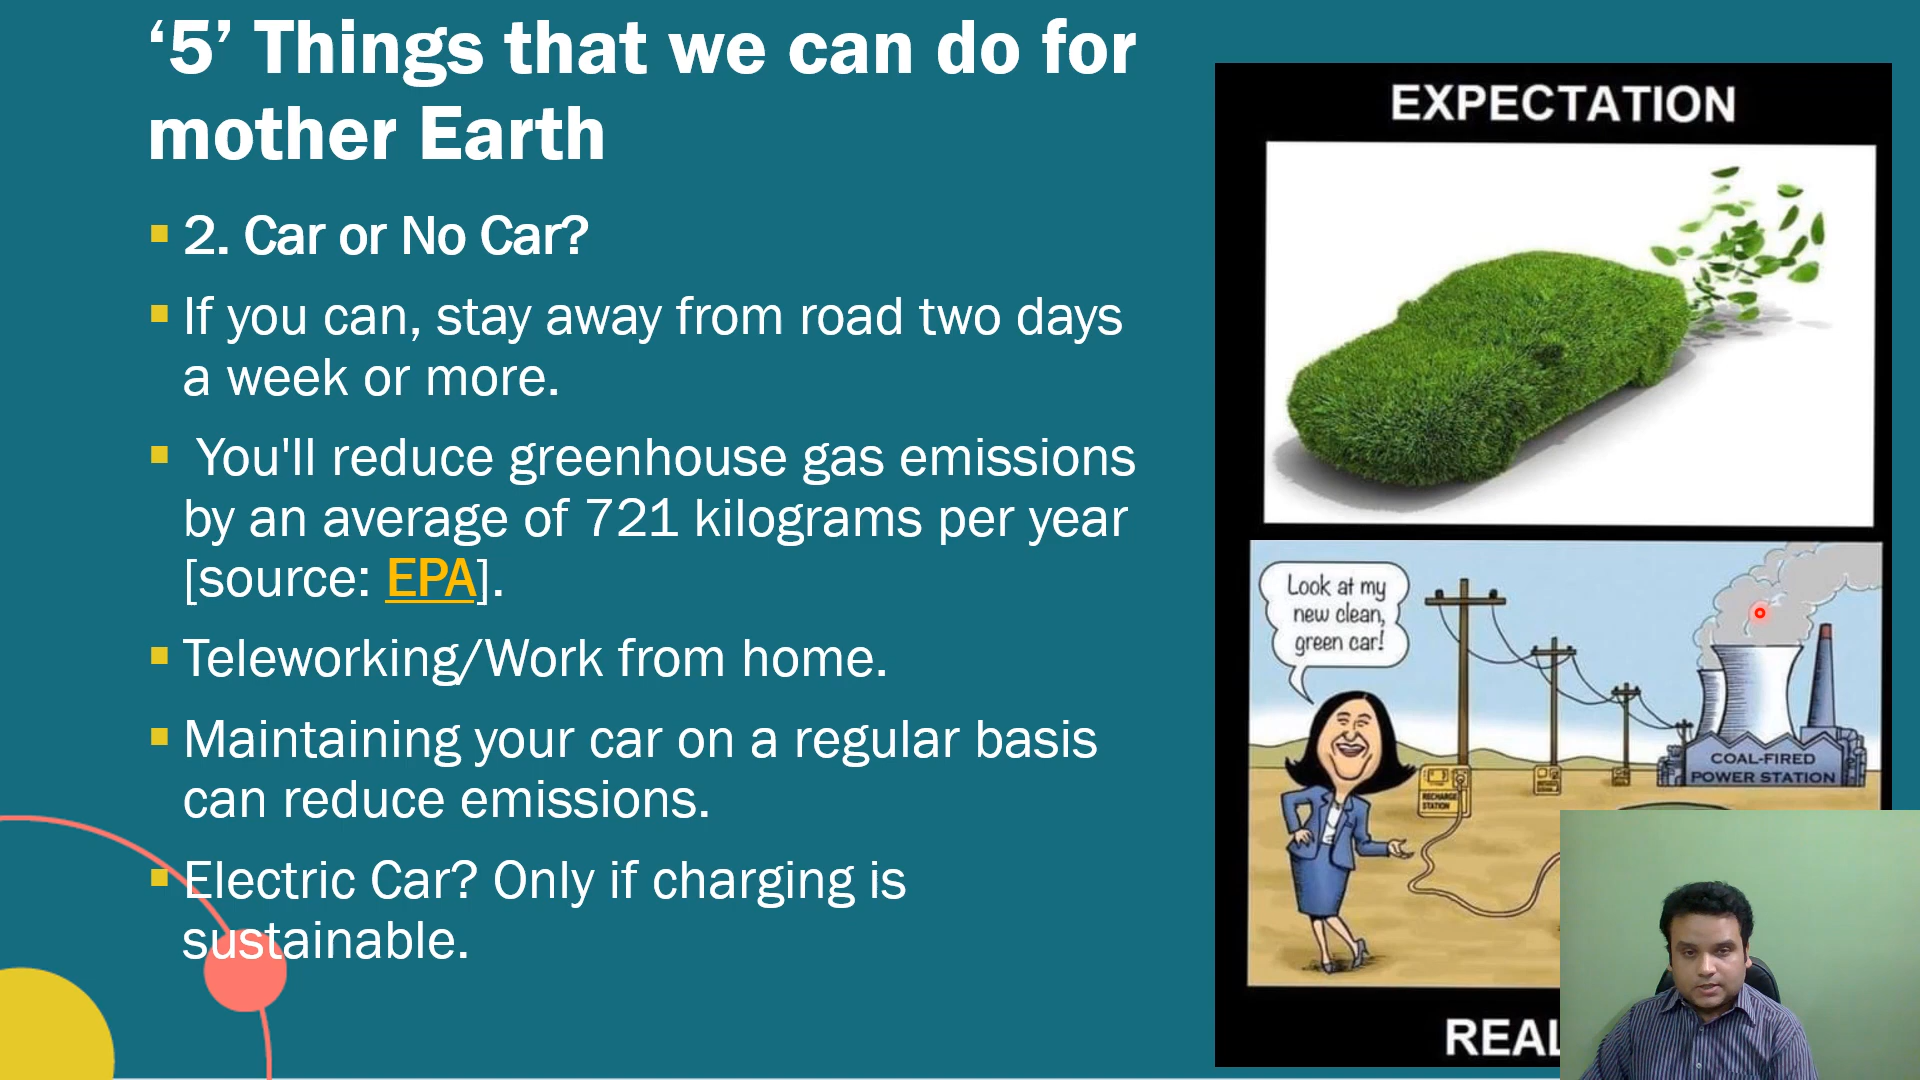 ‘5’ Things that we can do for
mother Earth
2. Car or No Car?
If you can, stay away from road two days
a week or more.
You'll reduce greenhouse gas emissions
by an average of 721 kilograms per year
[source: EPA].
Teleworking/Work from home.
Maintaining your car on a regular basis
can reduce emissions.
Electric Car? Only if charging is
sustainable.
EXPECTATION
Look at my
new clean,
green car!
RECHARGE
STATION
COAL-FIRED
POWER STATION
REAL